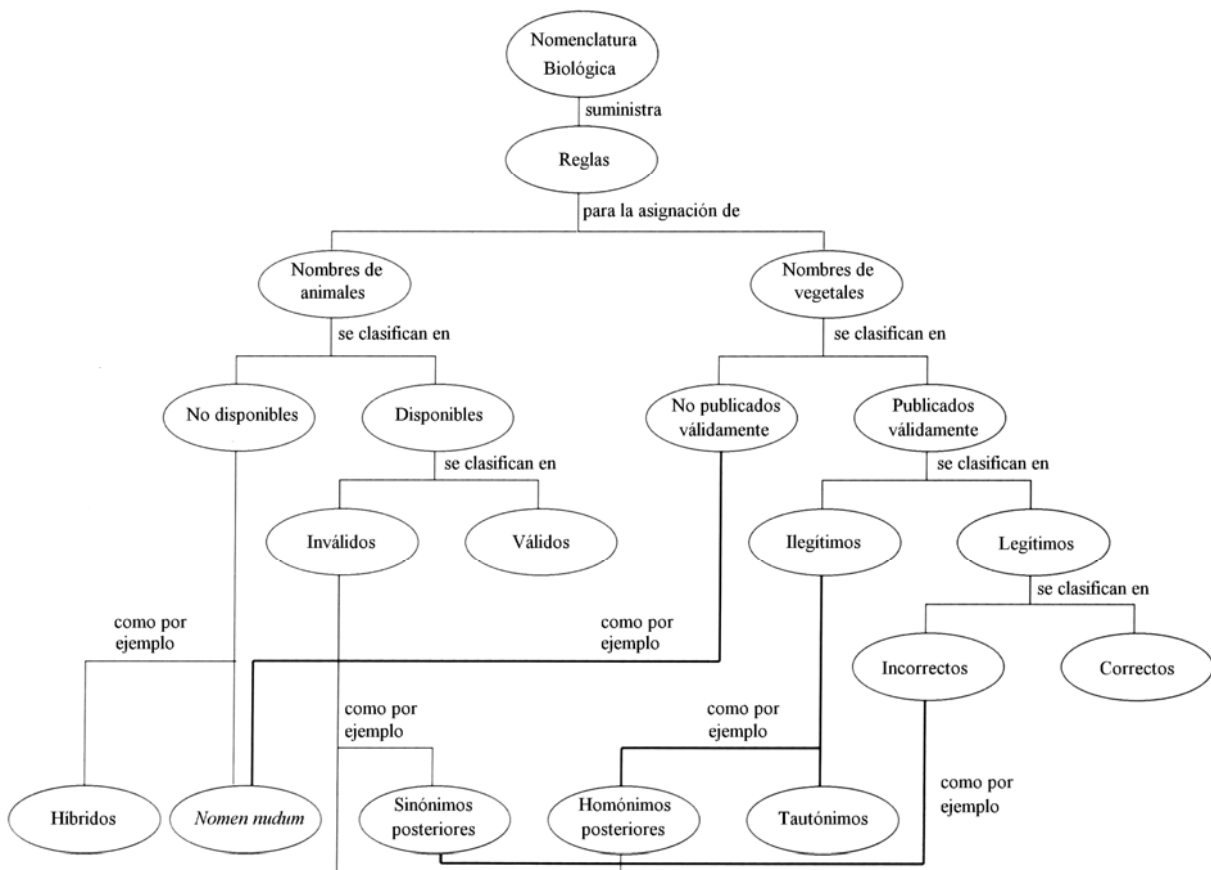 Nomenclatura
Biológica
suministra
Reglas
para la asignación de
Nombres de
animales
Nombres de
vegetales
se clasifican en
se clasifican en
No disponibles
Disponibles
No publicados
válidamente
Publicados
válidamente
se clasifican en
se clasifican en
Inválidos
Válidos
Ilegítimos
Legítimos
se clasifican en
como por
ejemplo
como por
ejemplo
Incorrectos
Correctos
como por
ejemplo
como por
ejemplo
como por
ejemplo
Híbridos
Nomen nudum
Sinónimos
posteriores
Homónimos
posteriores
Tautónimos